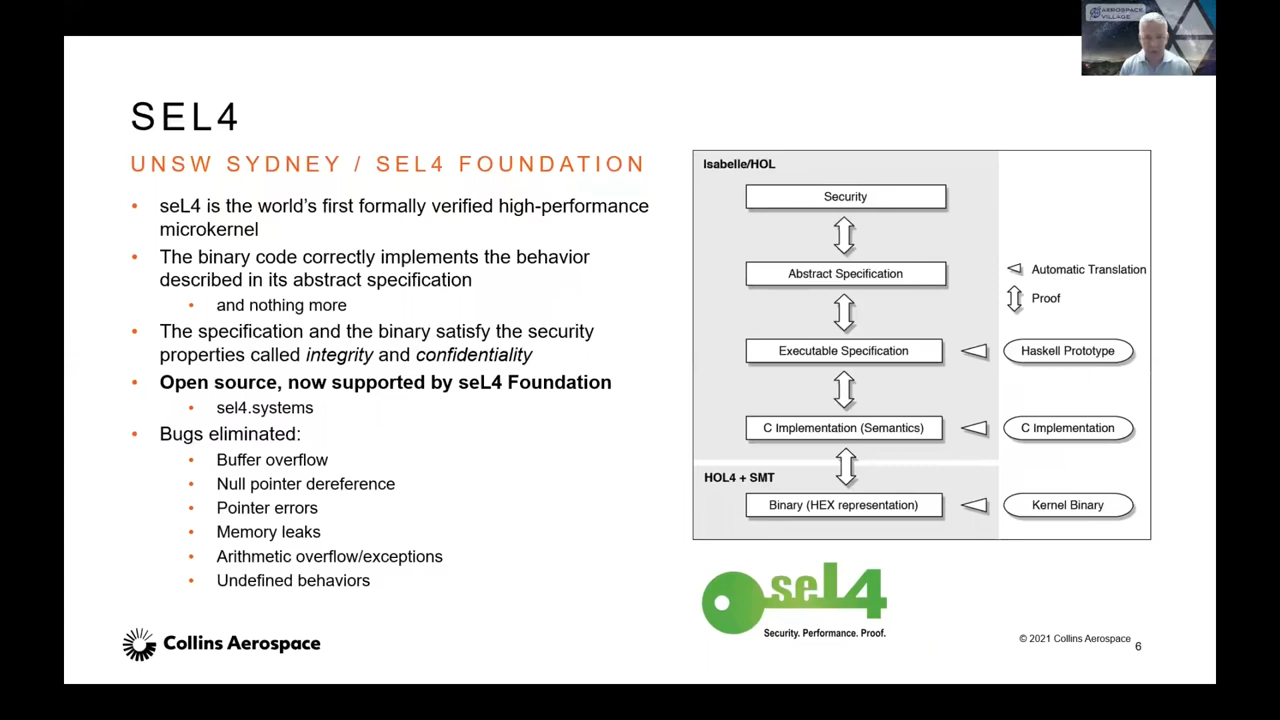 AEROSPACE
VILLAGE
SEL4
UNSW SYDNEY / SEL4 FOUNDATION
• seL4 is the world’s first formally verified high-performance
microkernel
• The binary code correctly implements the behavior
described in its abstract specification
• and nothing more
• The specification and the binary satisfy the security
properties called integrity and confidentiality
• Open source, now supported by seL4 Foundation
• sel4.systems
• Bugs eliminated:
• Buffer overflow
• Null pointer dereference
• Pointer errors
• Memory leaks
• Arithmetic overflow/exceptions
• Undefined behaviors
Isabelle/HOL
Security
Abstract Specification
Automatic Translation
Proof
Executable Specification
Haskell Prototype
C Implementation (Semantics)
C Implementation
HOL4 + SMT
Binary (HEX representation)
Kernel Binary
seL4
Security. Performance. Proof.
Collins Aerospace
© 2021 Collins Aerospace
6